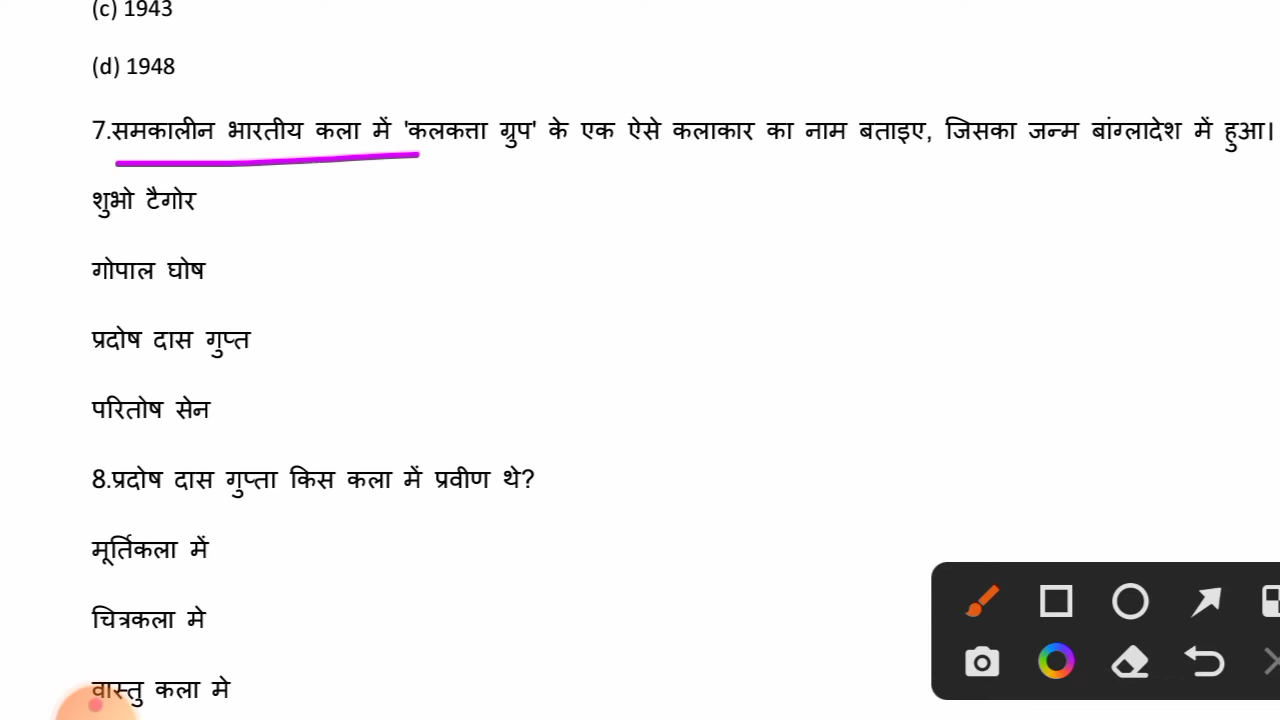 (c) 1943
(d) 1948
7.समकालीन भारतीय कला में 'कलकत्ता ग्रुप' के एक ऐसे कलाकार का नाम बताइए, जिसका जन्म बांग्लादेश में हुआ।
शुभो टैगोर
गोपाल घोष
प्रदोष दास गुप्त
परितोष सेन
8.प्रदोष दास गुप्ता किस कला में प्रवीण थे?
मूर्तिकला में
चित्रकला मे
वास्तु कला मे